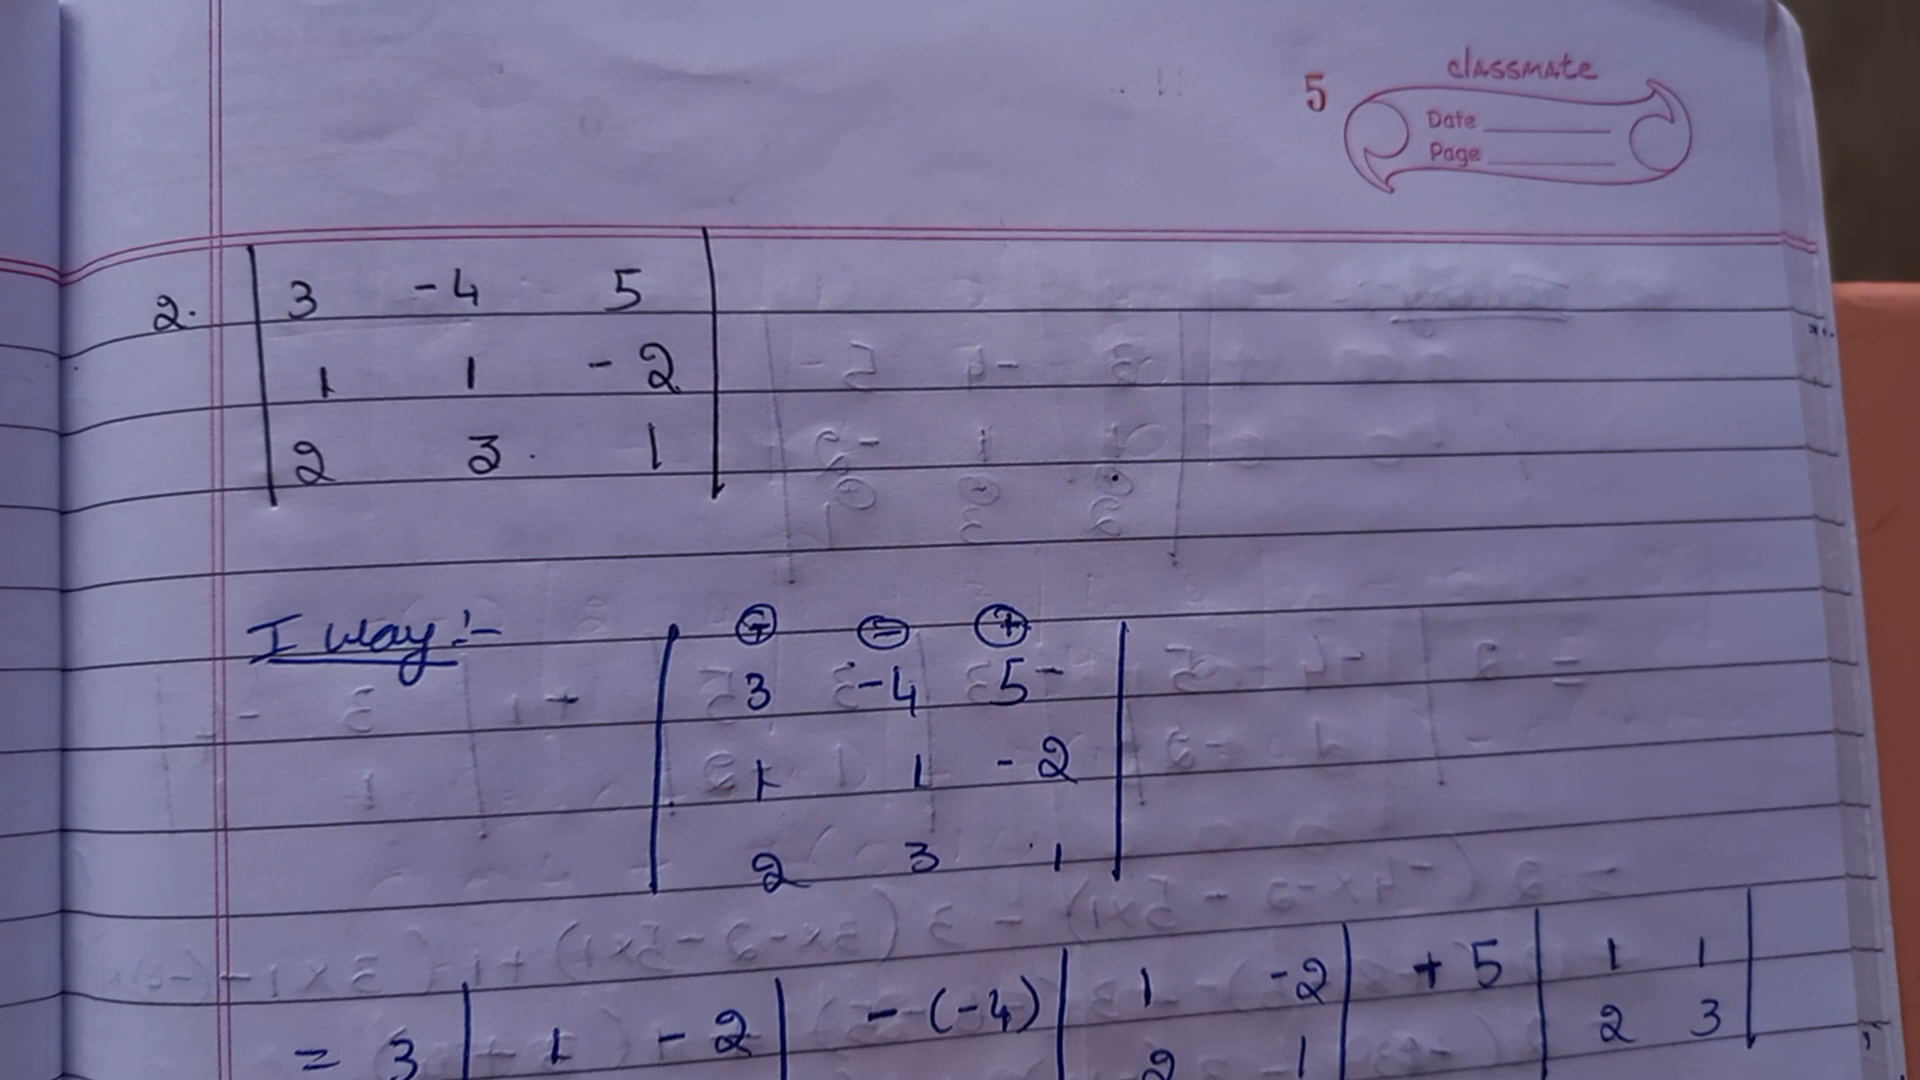 classmate
5
Date
Page
2. | 3 -4 5 |
| 1 1 -2 |
| 2 3 1 |
I way :-
⊕ ⊖ ⊕
| 3 -4 5 |
| 1 1 -2 |
| 2 3 1 |
= 3 | 1 -2 | - (-4) | 1 -2 | + 5 | 1 1 |
| 2 1 | | 2 3 |